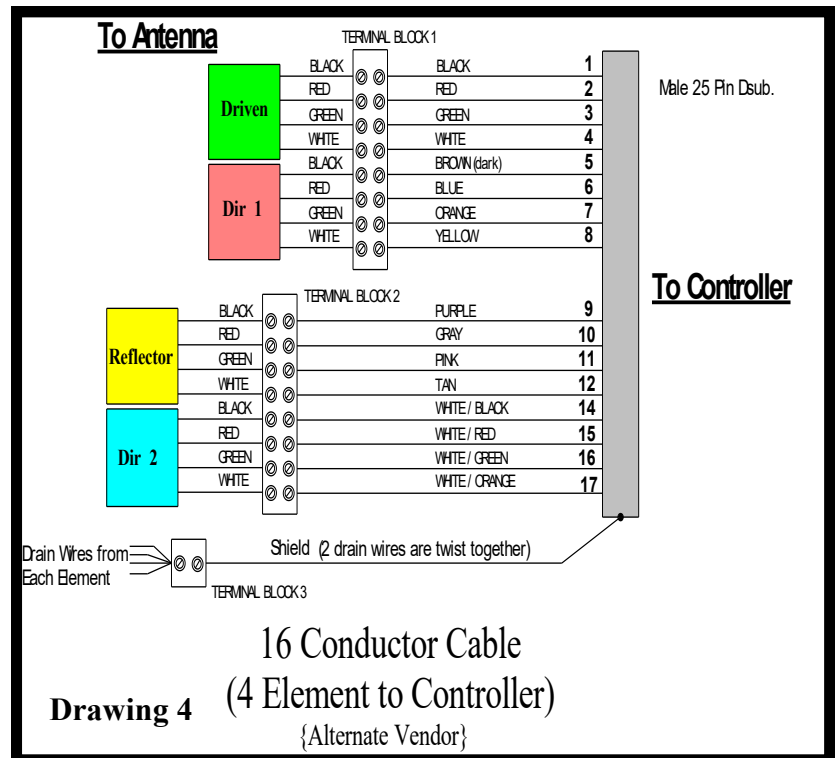 To Antenna
TERMINAL BLOCK 1
BLACK BLACK 1
RED RED 2
Driven
GREEN GREEN 3
WHITE WHITE 4
BLACK BROWN (dark) 5
RED BLUE 6
Dir 1
GREEN ORANGE 7
WHITE YELLOW 8
Male 25 Pin Dsub.
To Controller
TERMINAL BLOCK 2
BLACK PURPLE 9
RED GRAY 10
Reflector
GREEN PINK 11
WHITE TAN 12
BLACK WHITE / BLACK 14
RED WHITE / RED 15
Dir 2
GREEN WHITE / GREEN 16
WHITE WHITE / ORANGE 17
Drain Wires from
Each Element
Shield (2 drain wires are twist together)
TERMINAL BLOCK 3
16 Conductor Cable
(4 Element to Controller)
{Alternate Vendor}
Drawing 4